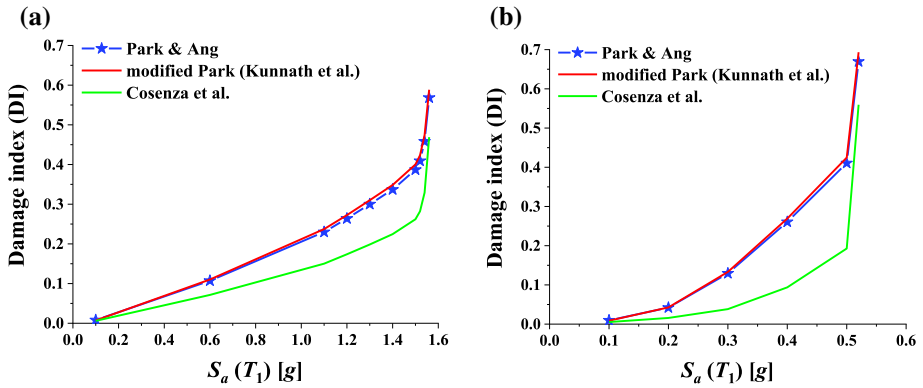 (a)
Park & Ang
modified Park (Kunnath et al.)
Cosenza et al.
Damage index (DI)
0.7
0.6
0.5
0.4
0.3
0.2
0.1
0.0
0.0 0.2 0.4 0.6 0.8 1.0 1.2 1.4 1.6
Sa (T1) [g]
(b)
Park & Ang
modified Park (Kunnath et al.)
Cosenza et al.
Damage index (DI)
0.7
0.6
0.5
0.4
0.3
0.2
0.1
0.0
0.0 0.1 0.2 0.3 0.4 0.5 0.6
Sa (T1) [g]